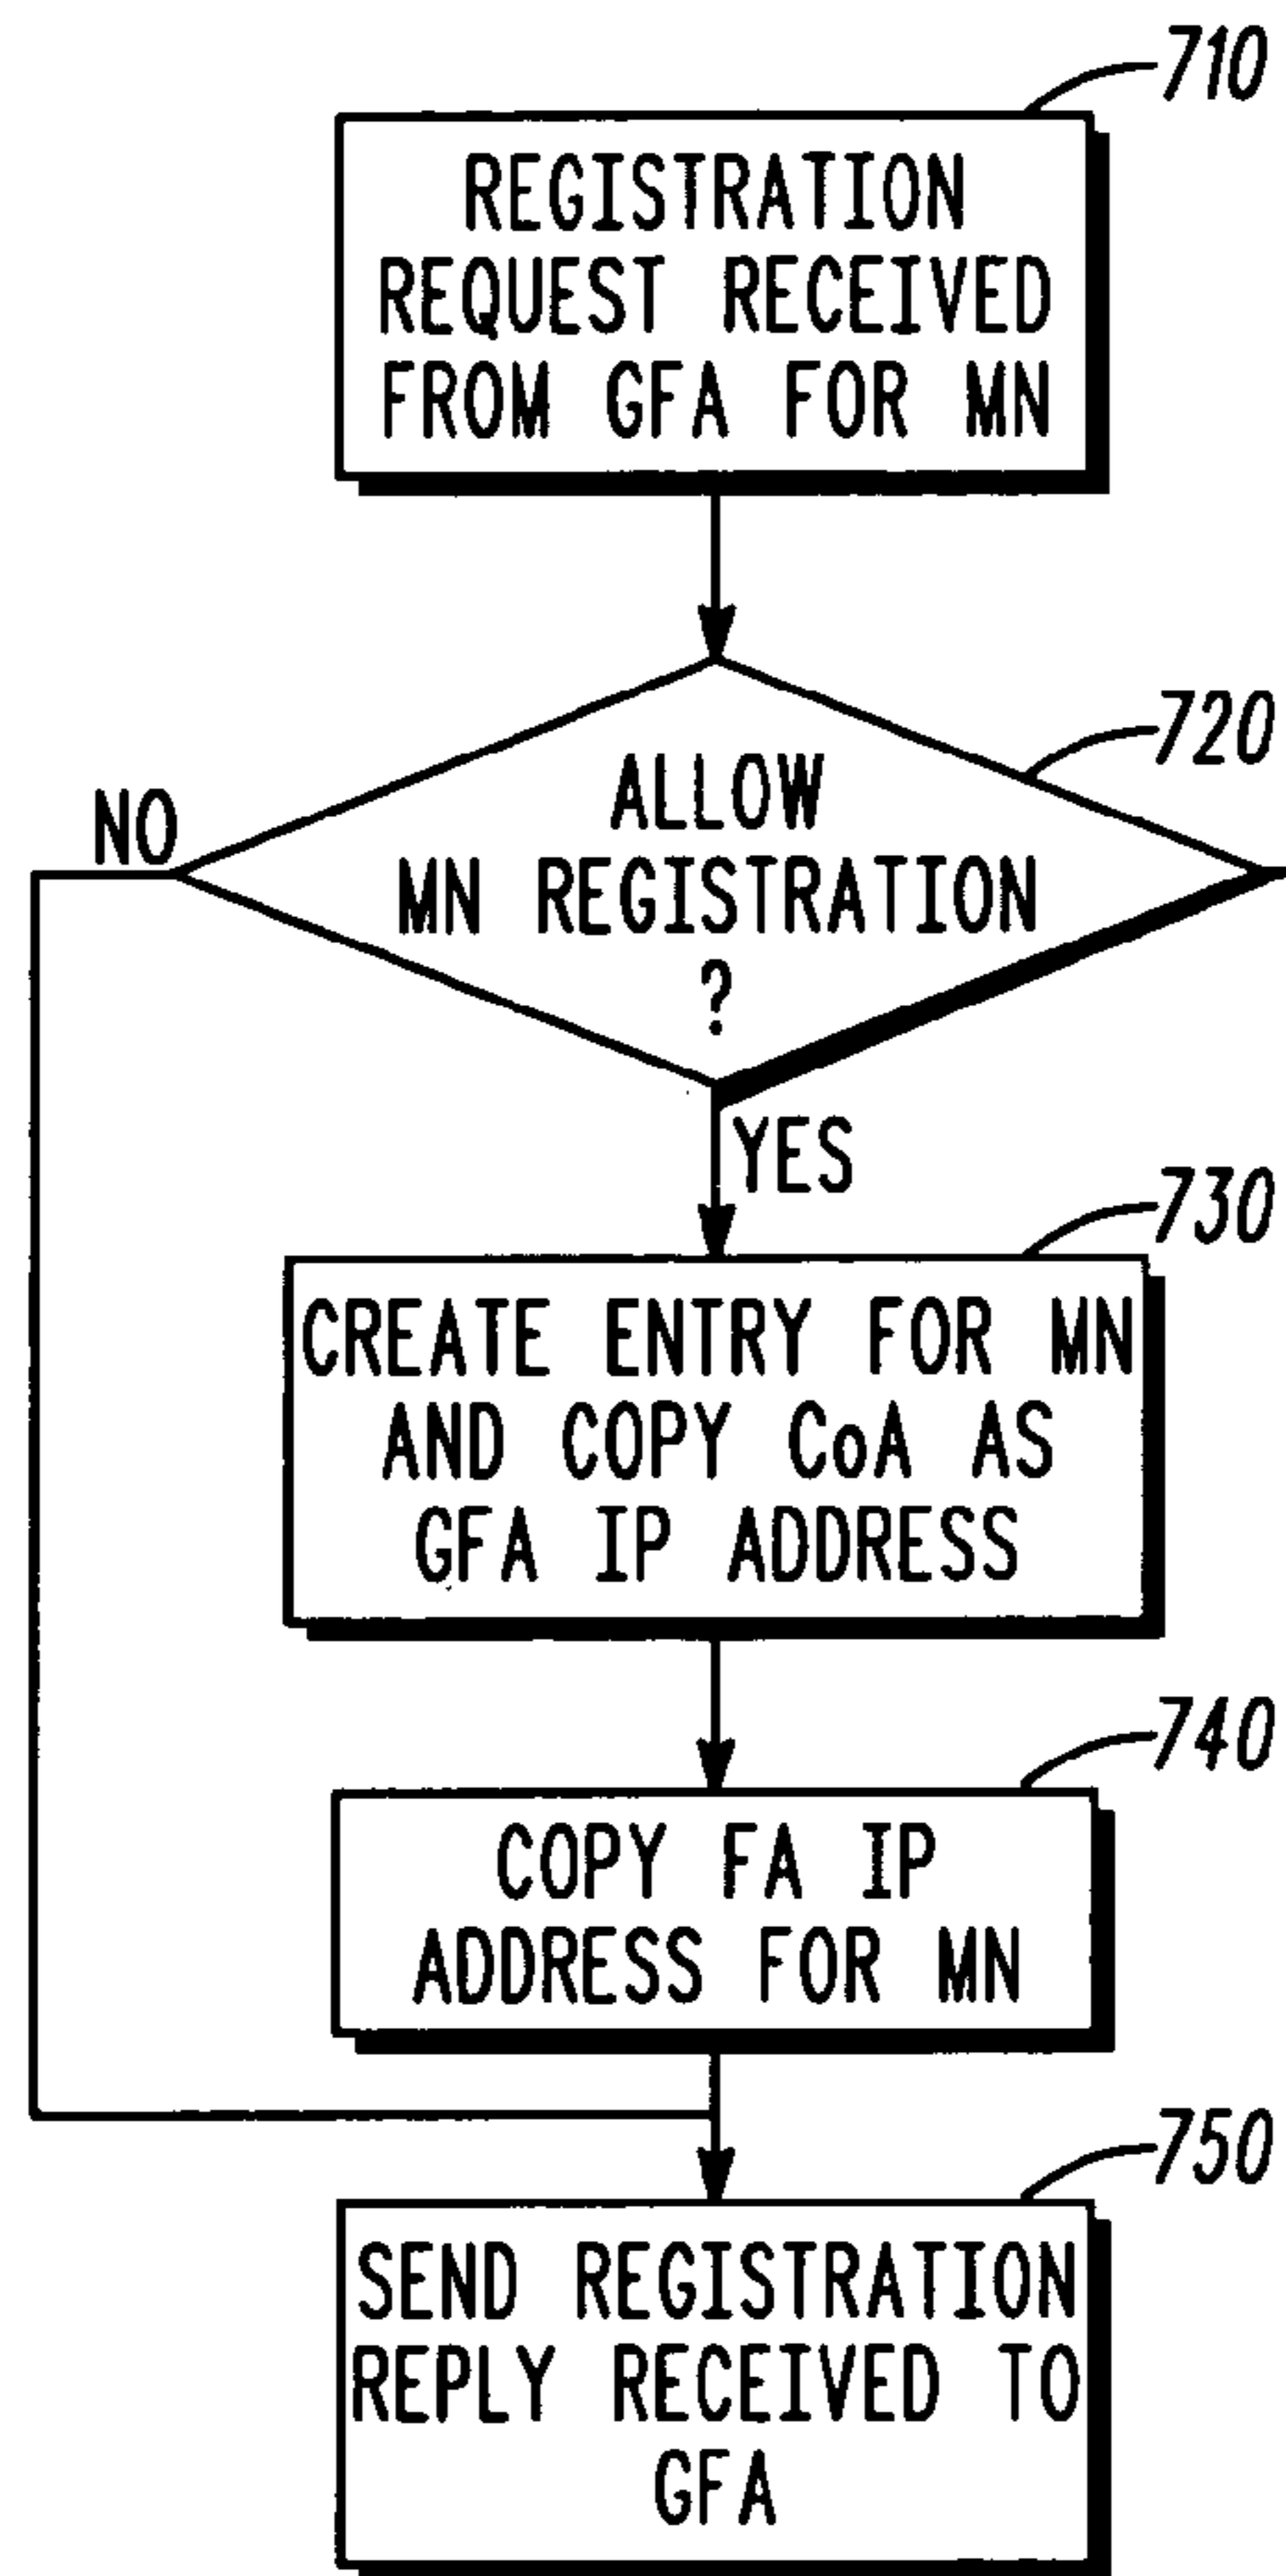 710
REGISTRATION
REQUEST RECEIVED
FROM GFA FOR MN
720
NO
ALLOW
MN REGISTRATION
?
YES
730
CREATE ENTRY FOR MN
AND COPY CoA AS
GFA IP ADDRESS
740
COPY FA IP
ADDRESS FOR MN
750
SEND REGISTRATION
REPLY RECEIVED TO
GFA